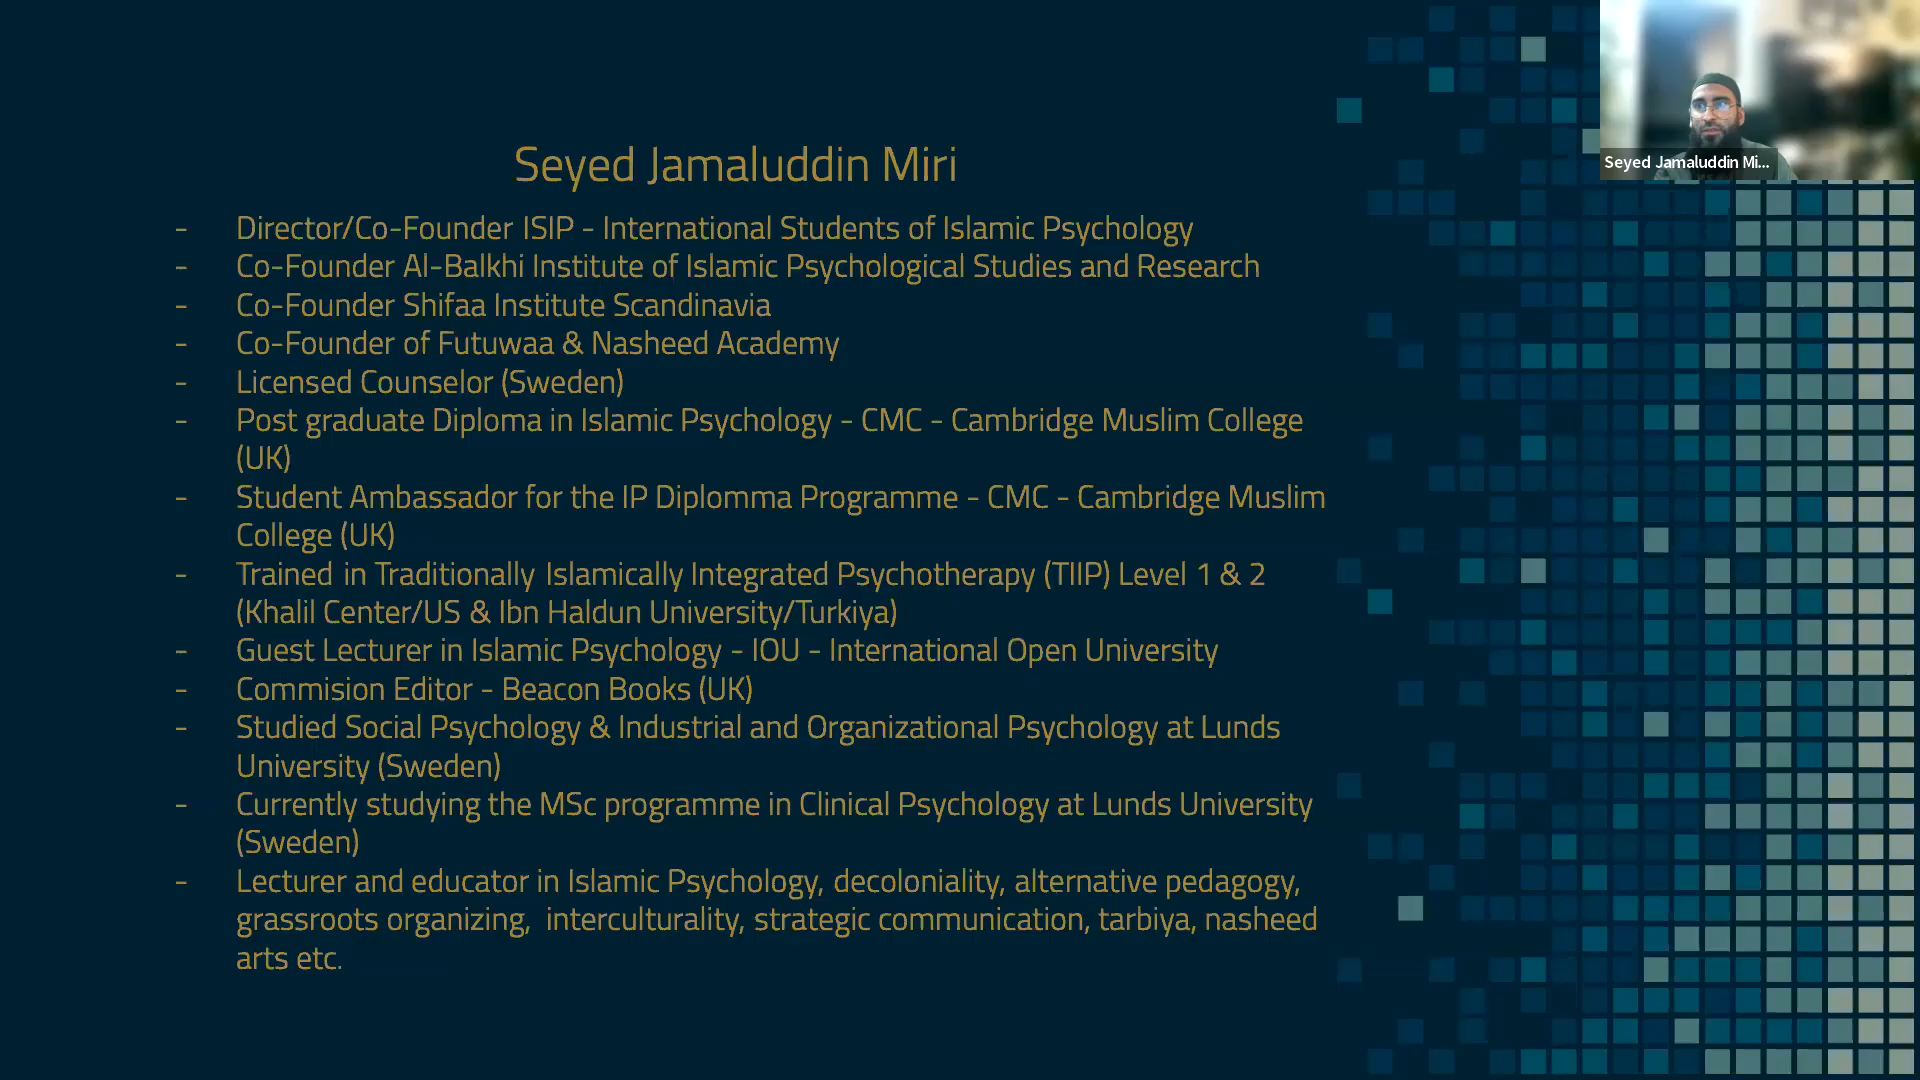 Seyed Jamaluddin Miri
Seyed Jamaluddin Mi...
- Director/Co-Founder ISIP - International Students of Islamic Psychology
- Co-Founder Al-Balkhi Institute of Islamic Psychological Studies and Research
- Co-Founder Shifaa Institute Scandinavia
- Co-Founder of Futuwaa & Nasheed Academy
- Licensed Counselor (Sweden)
- Post graduate Diploma in Islamic Psychology - CMC - Cambridge Muslim College
(UK)
- Student Ambassador for the IP Diplomma Programme - CMC - Cambridge Muslim
College (UK)
- Trained in Traditionally Islamically Integrated Psychotherapy (TIIP) Level 1 & 2
(Khalil Center/US & Ibn Haldun University/Turkiya)
- Guest Lecturer in Islamic Psychology - IOU - International Open University
- Commision Editor - Beacon Books (UK)
- Studied Social Psychology & Industrial and Organizational Psychology at Lunds
University (Sweden)
- Currently studying the MSc programme in Clinical Psychology at Lunds University
(Sweden)
- Lecturer and educator in Islamic Psychology, decoloniality, alternative pedagogy,
grassroots organizing, interculturality, strategic communication, tarbiya, nasheed
arts etc.